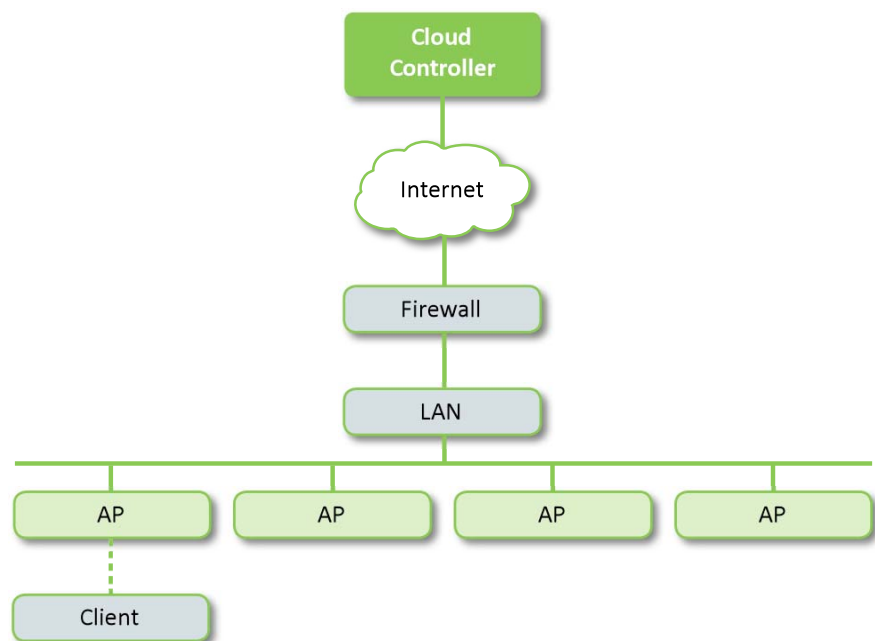 Cloud
Controller
Internet
Firewall
LAN
AP
AP
AP
AP
Client